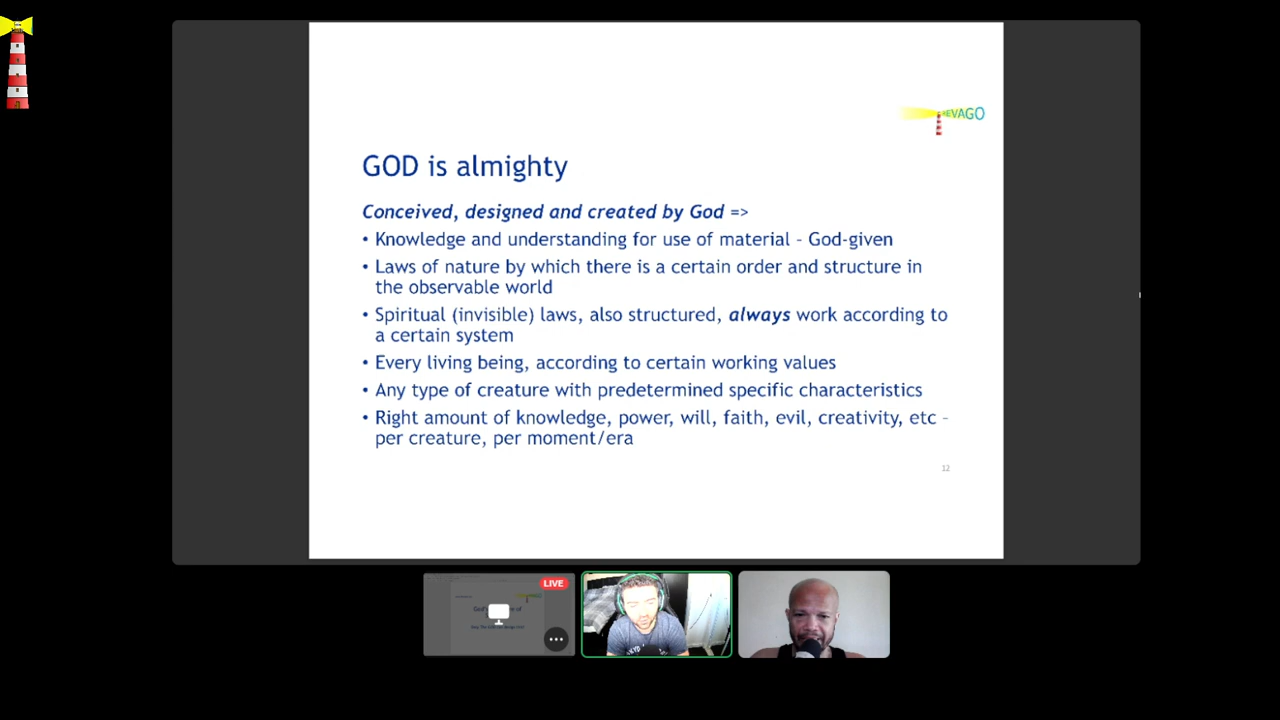 EVAGO
GOD is almighty
Conceived, designed and created by God =>
• Knowledge and understanding for use of material - God-given
• Laws of nature by which there is a certain order and structure in
the observable world
• Spiritual (invisible) laws, also structured, always work according to
a certain system
• Every living being, according to certain working values
• Any type of creature with predetermined specific characteristics
• Right amount of knowledge, power, will, faith, evil, creativity, etc –
per creature, per moment/era
12
LIVE